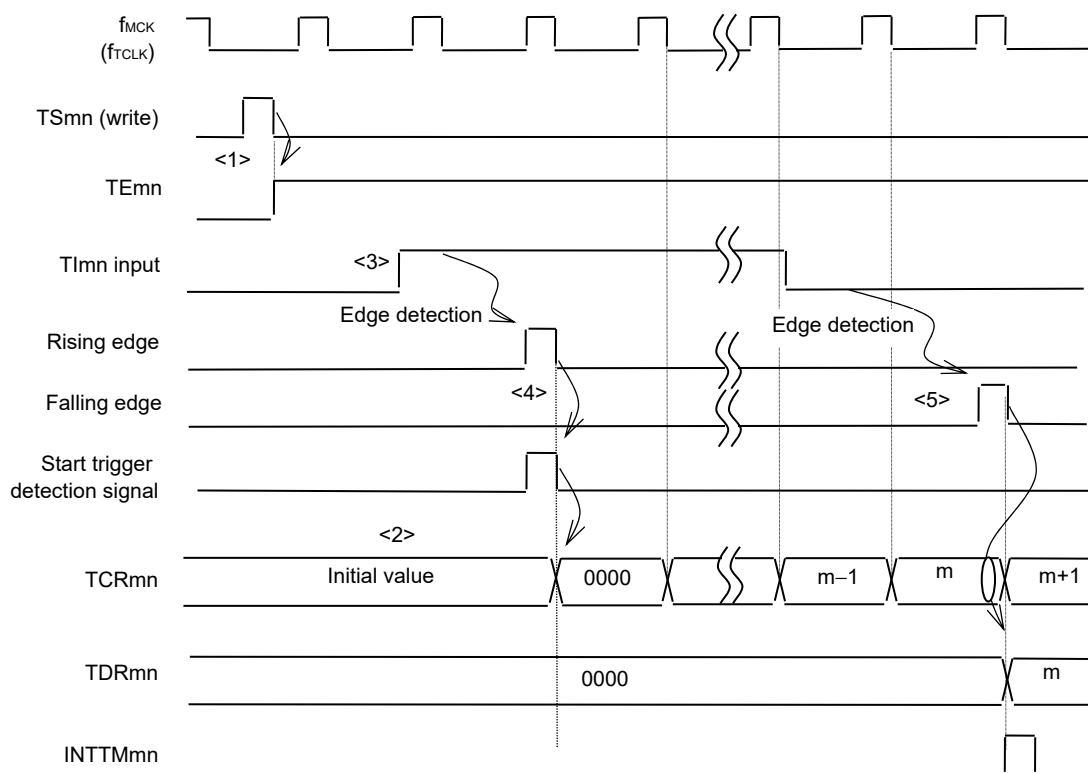 fMCK
(fTCLK)
TSmn (write)
<1>
TEmn
TImn input
<3>
Edge detection
Edge detection
Rising edge
<4>
<5>
Falling edge
Start trigger
detection signal
<2>
TCRmn
Initial value
0000
m−1
m
m+1
TDRmn
0000
m
INTTMmn